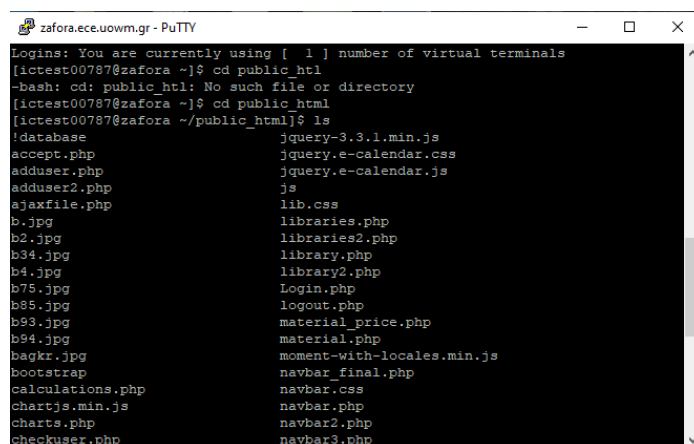 zafora.ece.uowm.gr - PuTTY
Logins: You are currently using [  1 ] number of virtual terminals
[ictest00787@zafora ~]$ cd public_htl
-bash: cd: public_htl: No such file or directory
[ictest00787@zafora ~]$ cd public_html
[ictest00787@zafora ~/public_html]$ ls
!database jquery-3.3.1.min.js
accept.php jquery.e-calendar.css
adduser.php jquery.e-calendar.js
adduser2.php js
ajaxfile.php lib.css
b.jpg libraries.php
b2.jpg libraries2.php
b34.jpg library.php
b4.jpg library2.php
b75.jpg Login.php
b85.jpg logout.php
b93.jpg material_price.php
b94.jpg material.php
bagkr.jpg moment-with-locales.min.js
bootstrap navbar_final.php
calculations.php navbar.css
chartjs.min.js navbar.php
charts.php navbar2.php
checkuser.php navbar3.php